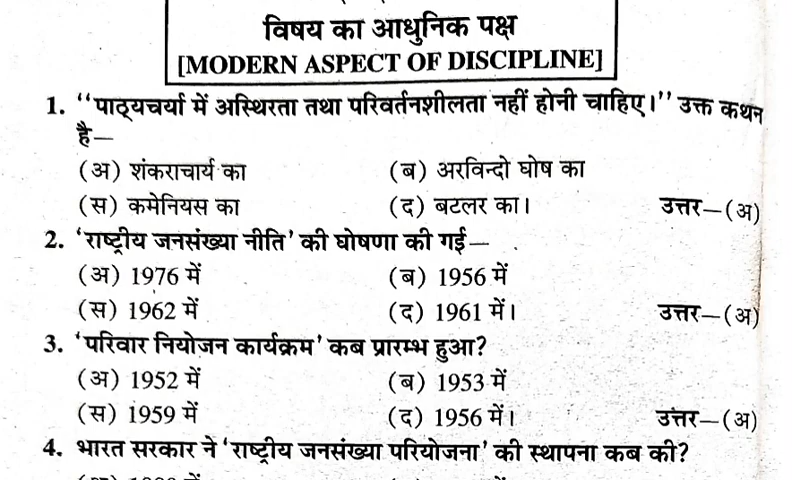 विषय का आधुनिक पक्ष
[MODERN ASPECT OF DISCIPLINE]
1. ‘‘पाठ्यचर्या में अस्थिरता तथा परिवर्तनशीलता नहीं होनी चाहिए।’’ उक्त कथन
है—
(अ) शंकराचार्य का (ब) अरविन्दो घोष का
(स) कमेनियस का (द) बटलर का। उत्तर—(अ)
2. ‘राष्ट्रीय जनसंख्या नीति’ की घोषणा की गई—
(अ) 1976 में (ब) 1956 में
(स) 1962 में (द) 1961 में। उत्तर—(अ)
3. ‘परिवार नियोजन कार्यक्रम’ कब प्रारम्भ हुआ?
(अ) 1952 में (ब) 1953 में
(स) 1959 में (द) 1956 में। उत्तर—(अ)
4. भारत सरकार ने ‘राष्ट्रीय जनसंख्या परियोजना’ की स्थापना कब की?